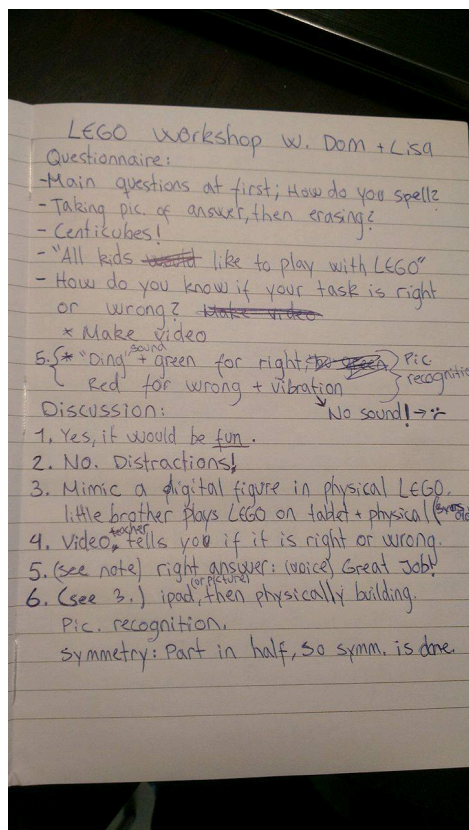 LEGO Workshop w. Dom + Lisa
Questionnaire:
- Main questions at first; How do you spell?
- Taking pic. of answer, then erasing?
- Centicubes!
- "All kids like to play with LEGO"
- How do you know if your task is right
or wrong? Make video
* Make video
5. * "Ding" sound + green for right,
Red for wrong + vibration
Pic recognition
No sound! → :-(
Discussion:
1. Yes, it would be fun.
2. No. Distractions!
3. Mimic a digital figure in physical LEGO.
little brother plays LEGO on tablet + physical (5 yrs old)
4. Video, teacher tells you if it is right or wrong.
5. (see note) right answer: (voice) Great Job!
6. (see 3.) ipad (or picture), then physically building.
Pic. recognition.
Symmetry: Part in half, so symm. is done.